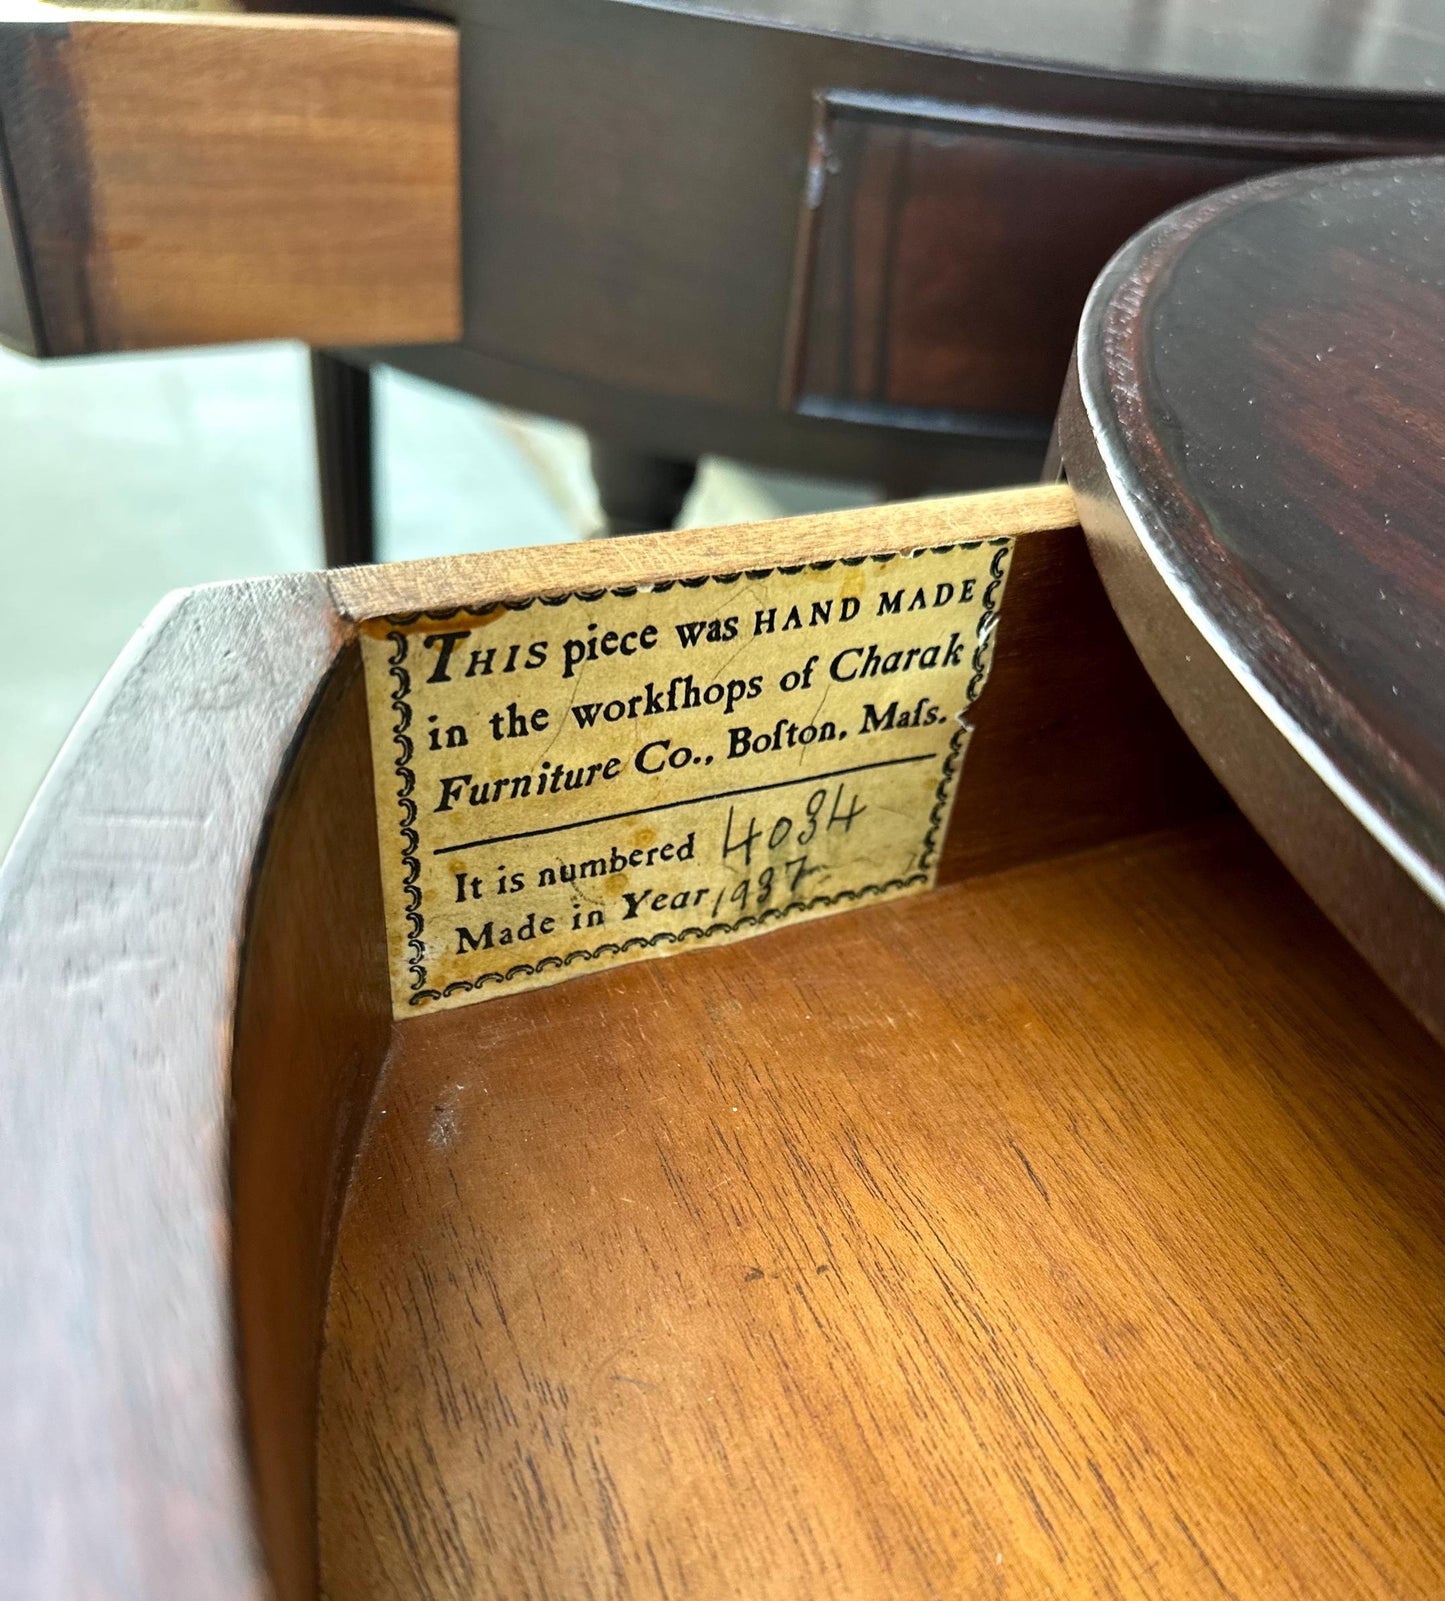 THIS piece was HAND MADE
in the workſhops of Charak
Furniture Co., Boſton, Maſs.
It is numbered 4034
Made in Year 1937